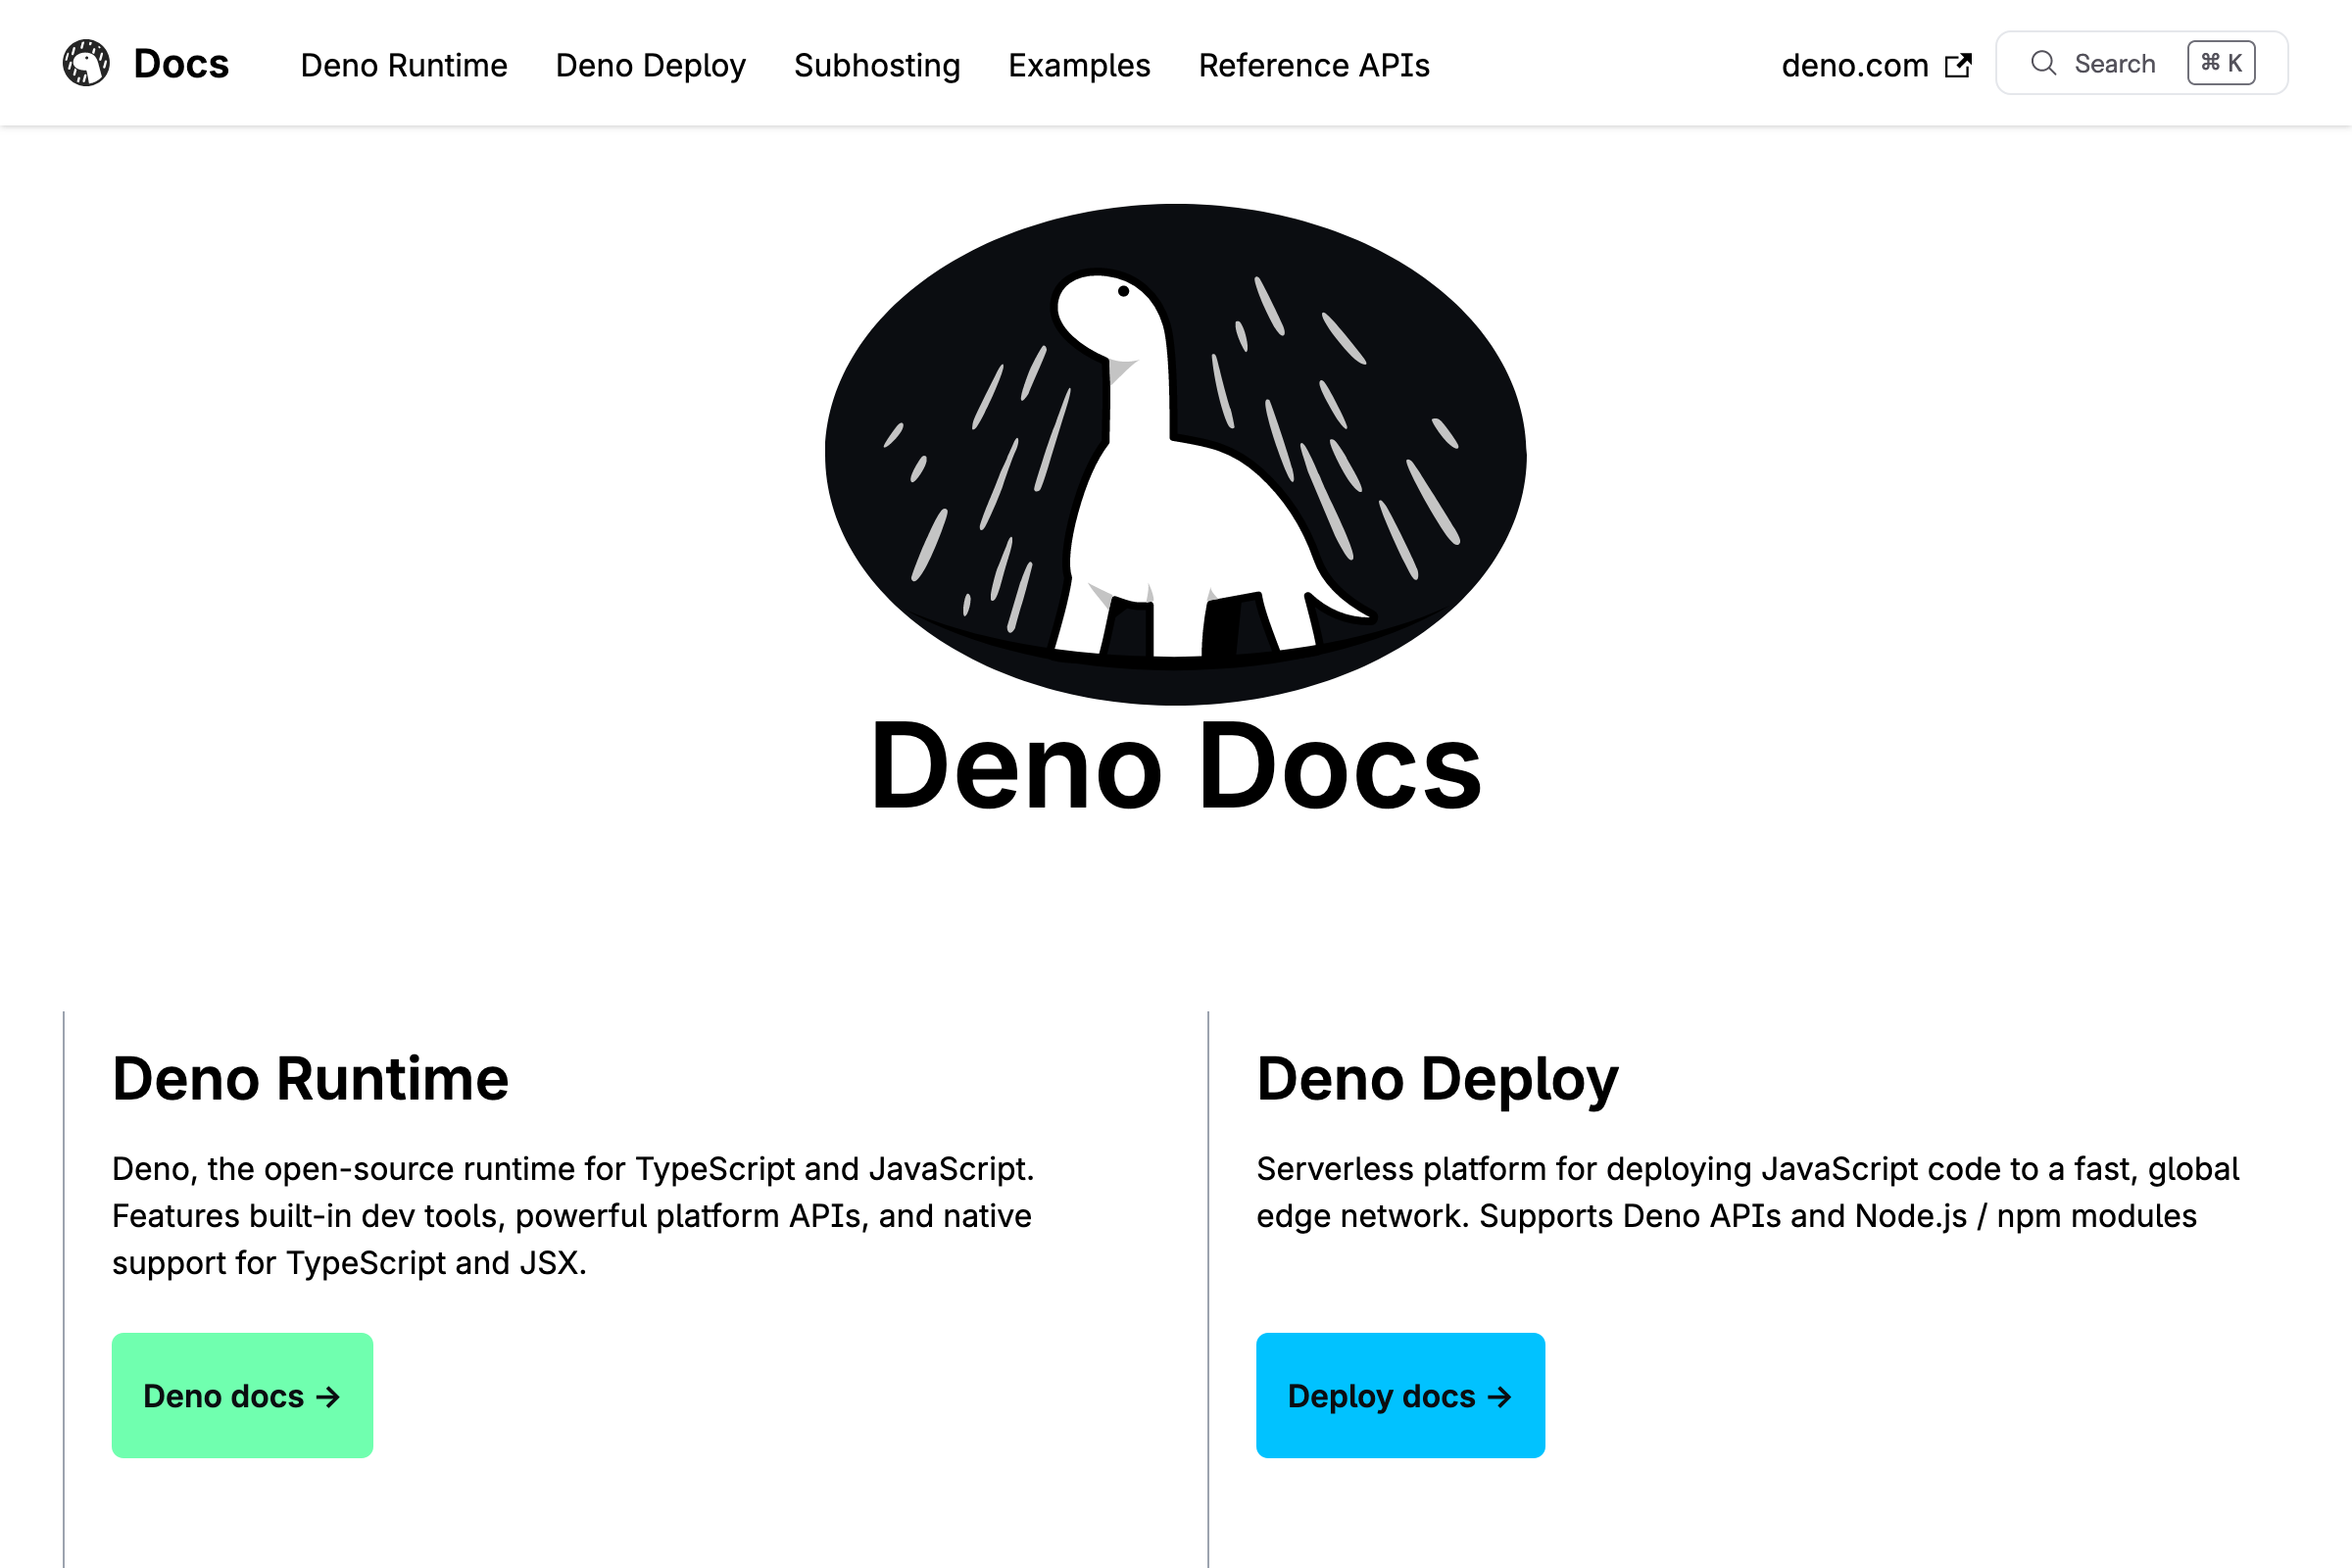 Docs Deno Runtime Deno Deploy Subhosting Examples Reference APIs deno.com Search ⌘ K
Deno Docs
Deno Runtime
Deno, the open-source runtime for TypeScript and JavaScript.
Features built-in dev tools, powerful platform APIs, and native
support for TypeScript and JSX.
Deno docs →
Deno Deploy
Serverless platform for deploying JavaScript code to a fast, global
edge network. Supports Deno APIs and Node.js / npm modules
Deploy docs →